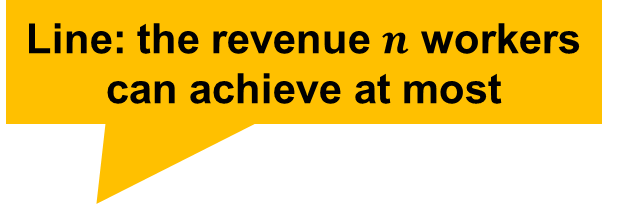 Line: the revenue n workers
can achieve at most